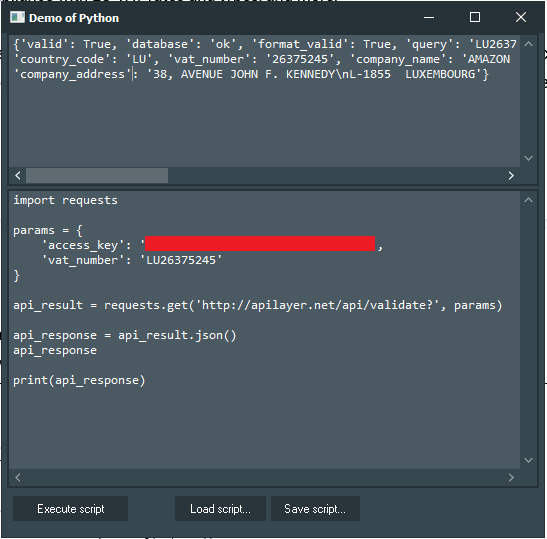 Demo of Python
{'valid': True, 'database': 'ok', 'format_valid': True, 'query': 'LU2637
'country_code': 'LU', 'vat_number': '26375245', 'company_name': 'AMAZON
'company_address': '38, AVENUE JOHN F. KENNEDY\nL-1855  LUXEMBOURG'}
import requests
params = {
    'access_key': '                                ,
    'vat_number': 'LU26375245'
}
api_result = requests.get('http://apilayer.net/api/validate?', params)
api_response = api_result.json()
api_response
print(api_response)
Execute script
Load script...
Save script...